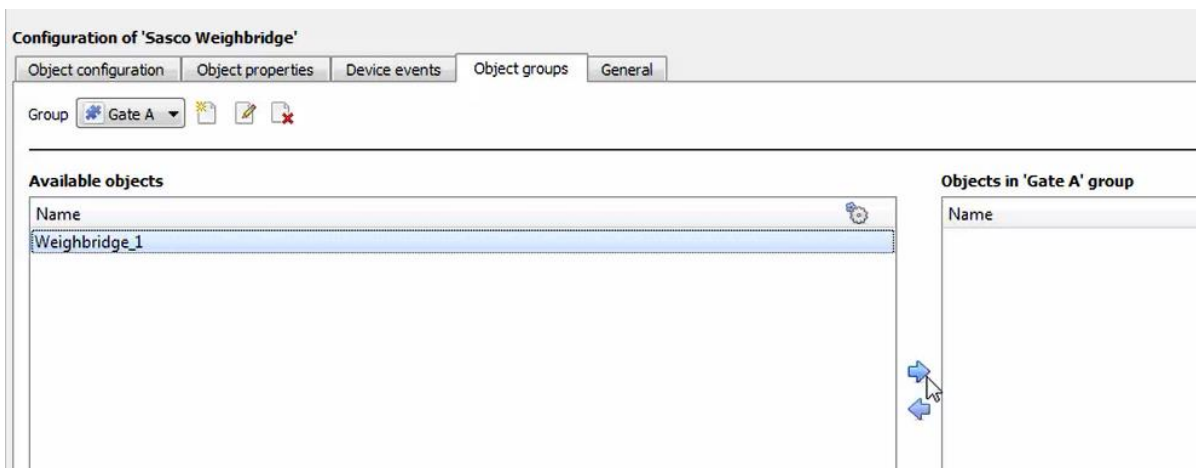 Configuration of 'Sasco Weighbridge'
Object configuration Object properties Device events Object groups General
Group Gate A
Available objects
Name
Weighbridge_1
Objects in 'Gate A' group
Name